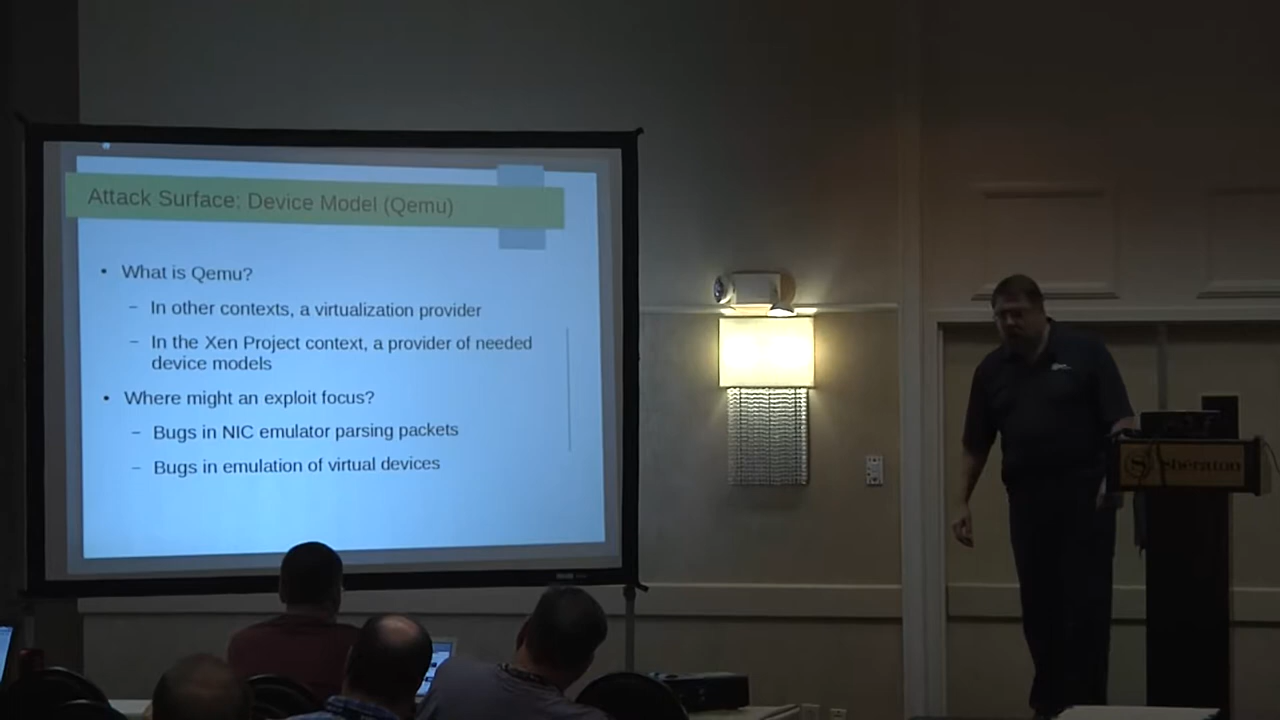 Attack Surface: Device Model (Qemu)
• What is Qemu?
– In other contexts, a virtualization provider
– In the Xen Project context, a provider of needed
device models
• Where might an exploit focus?
– Bugs in NIC emulator parsing packets
– Bugs in emulation of virtual devices
Sheraton